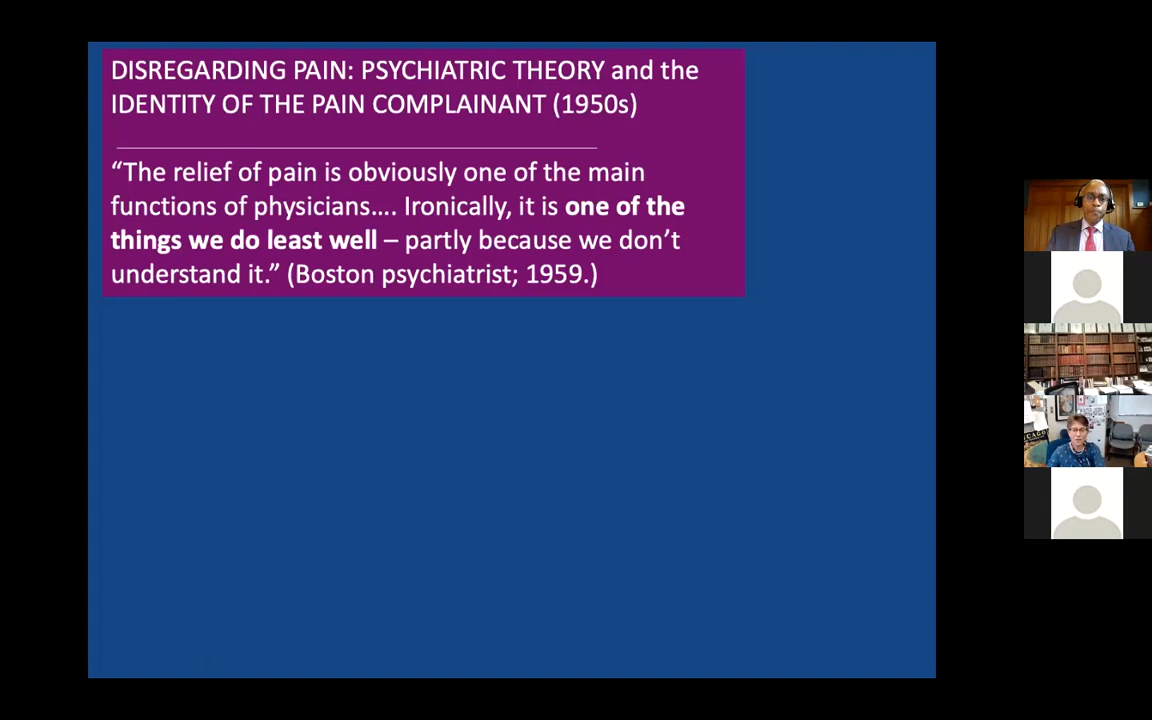 DISREGARDING PAIN: PSYCHIATRIC THEORY and the
IDENTITY OF THE PAIN COMPLAINANT (1950s)
“The relief of pain is obviously one of the main
functions of physicians…. Ironically, it is one of the
things we do least well – partly because we don’t
understand it.” (Boston psychiatrist; 1959.)